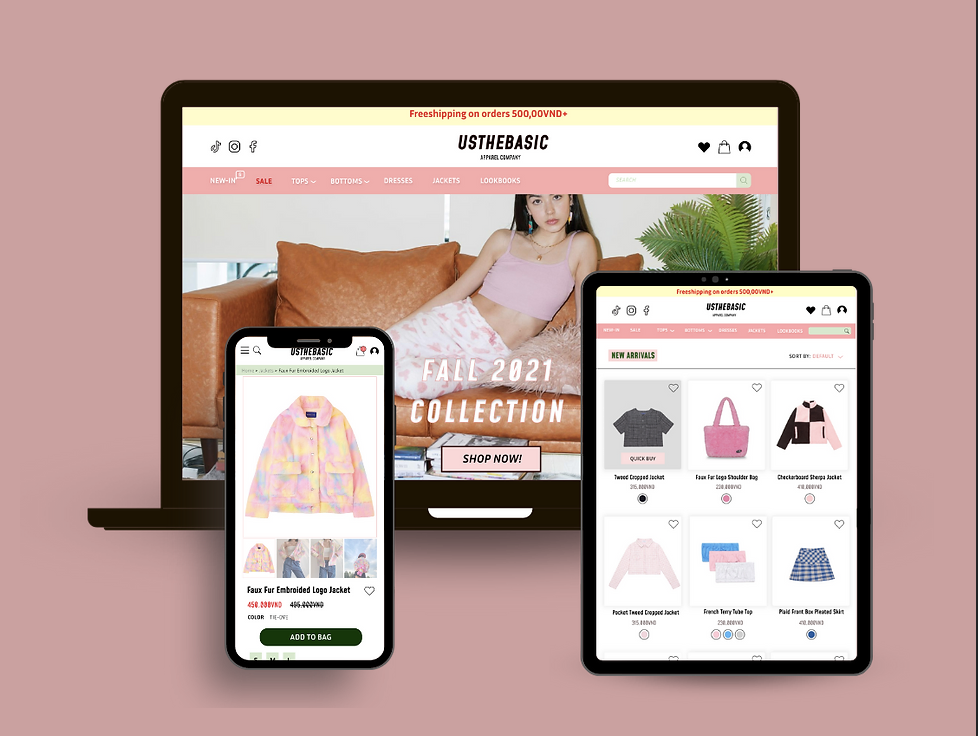 Freeshipping on orders 500,00VND+
USTHEBASIC
APPAREL COMPANY
NEW-IN
SALE
TOPS
BOTTOMS
DRESSES
JACKETS
LOOKBOOKS
SEARCH
FALL 2021
COLLECTION
SHOP NOW!
USTHEBASIC
Home > Jackets > Faux Fur Embroided Logo Jacket
Faux Fur Embroided Logo Jacket
450.000VND 495.000VND
COLOR
ADD TO BAG
Freeshipping on orders 500,00VND+
USTHEBASIC
APPAREL COMPANY
NEW-IN
SALE
TOPS
BOTTOMS
DRESSES
JACKETS
LOOKBOOKS
NEW ARRIVALS
SORT BY: DEFAULT
QUICK BUY
Tweed Cropped Jacket
315.000VND
Faux Fur Logo Shoulder Bag
230.000VND
Checkerboard Sherpa Jacket
410.000VND
Pocket Tweed Cropped Jacket
315.000VND
French Terry Tube Top
230.000VND
Plaid Front Box Pleated Skirt
410.000VND